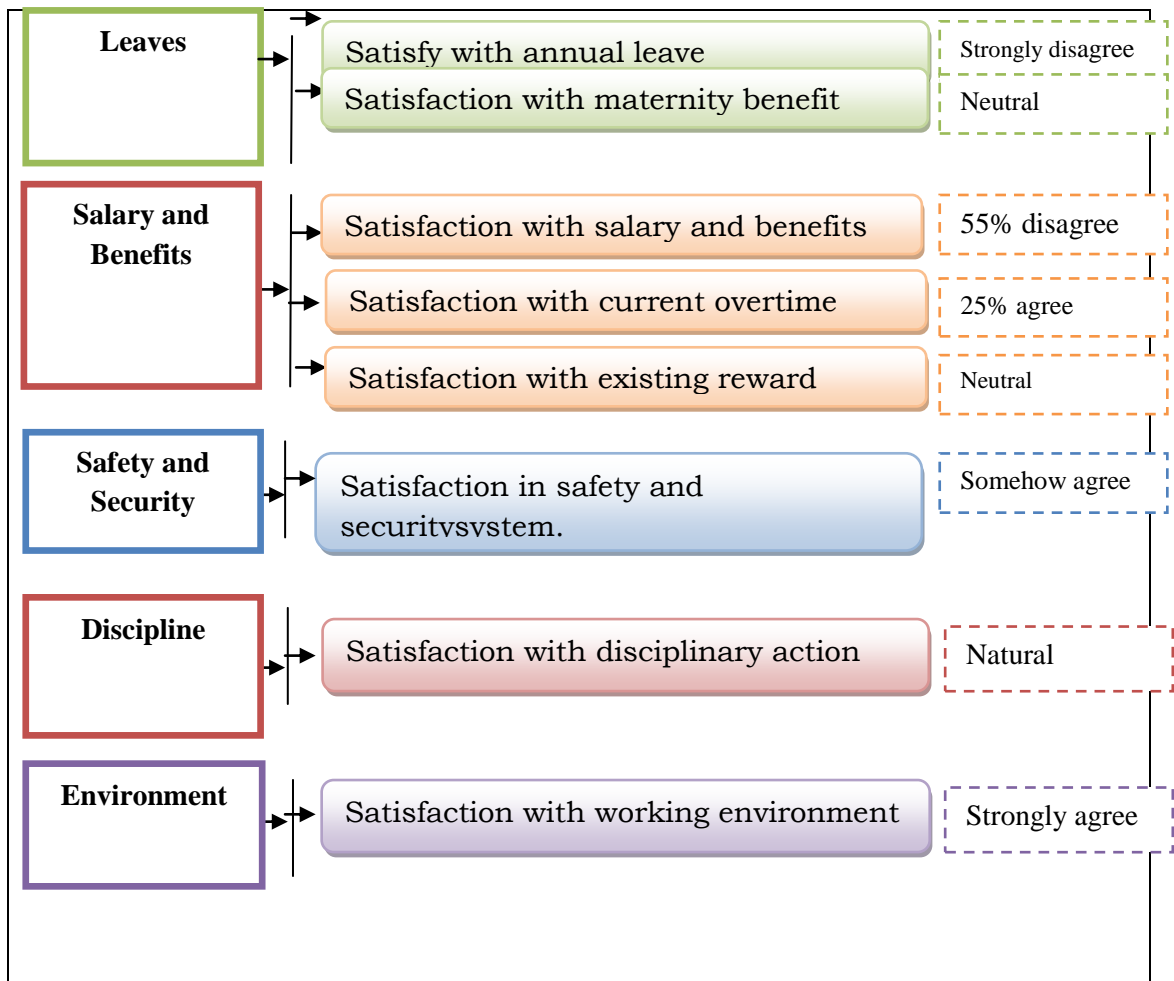 Leaves
Satisfy with annual leave
Strongly disagree
Satisfaction with maternity benefit
Neutral
Salary and
Benefits
Satisfaction with salary and benefits
55% disagree
Satisfaction with current overtime
25% agree
Satisfaction with existing reward
Neutral
Safety and
Security
Satisfaction in safety and
securitysystem.
Somehow agree
Discipline
Satisfaction with disciplinary action
Natural
Environment
Satisfaction with working environment
Strongly agree